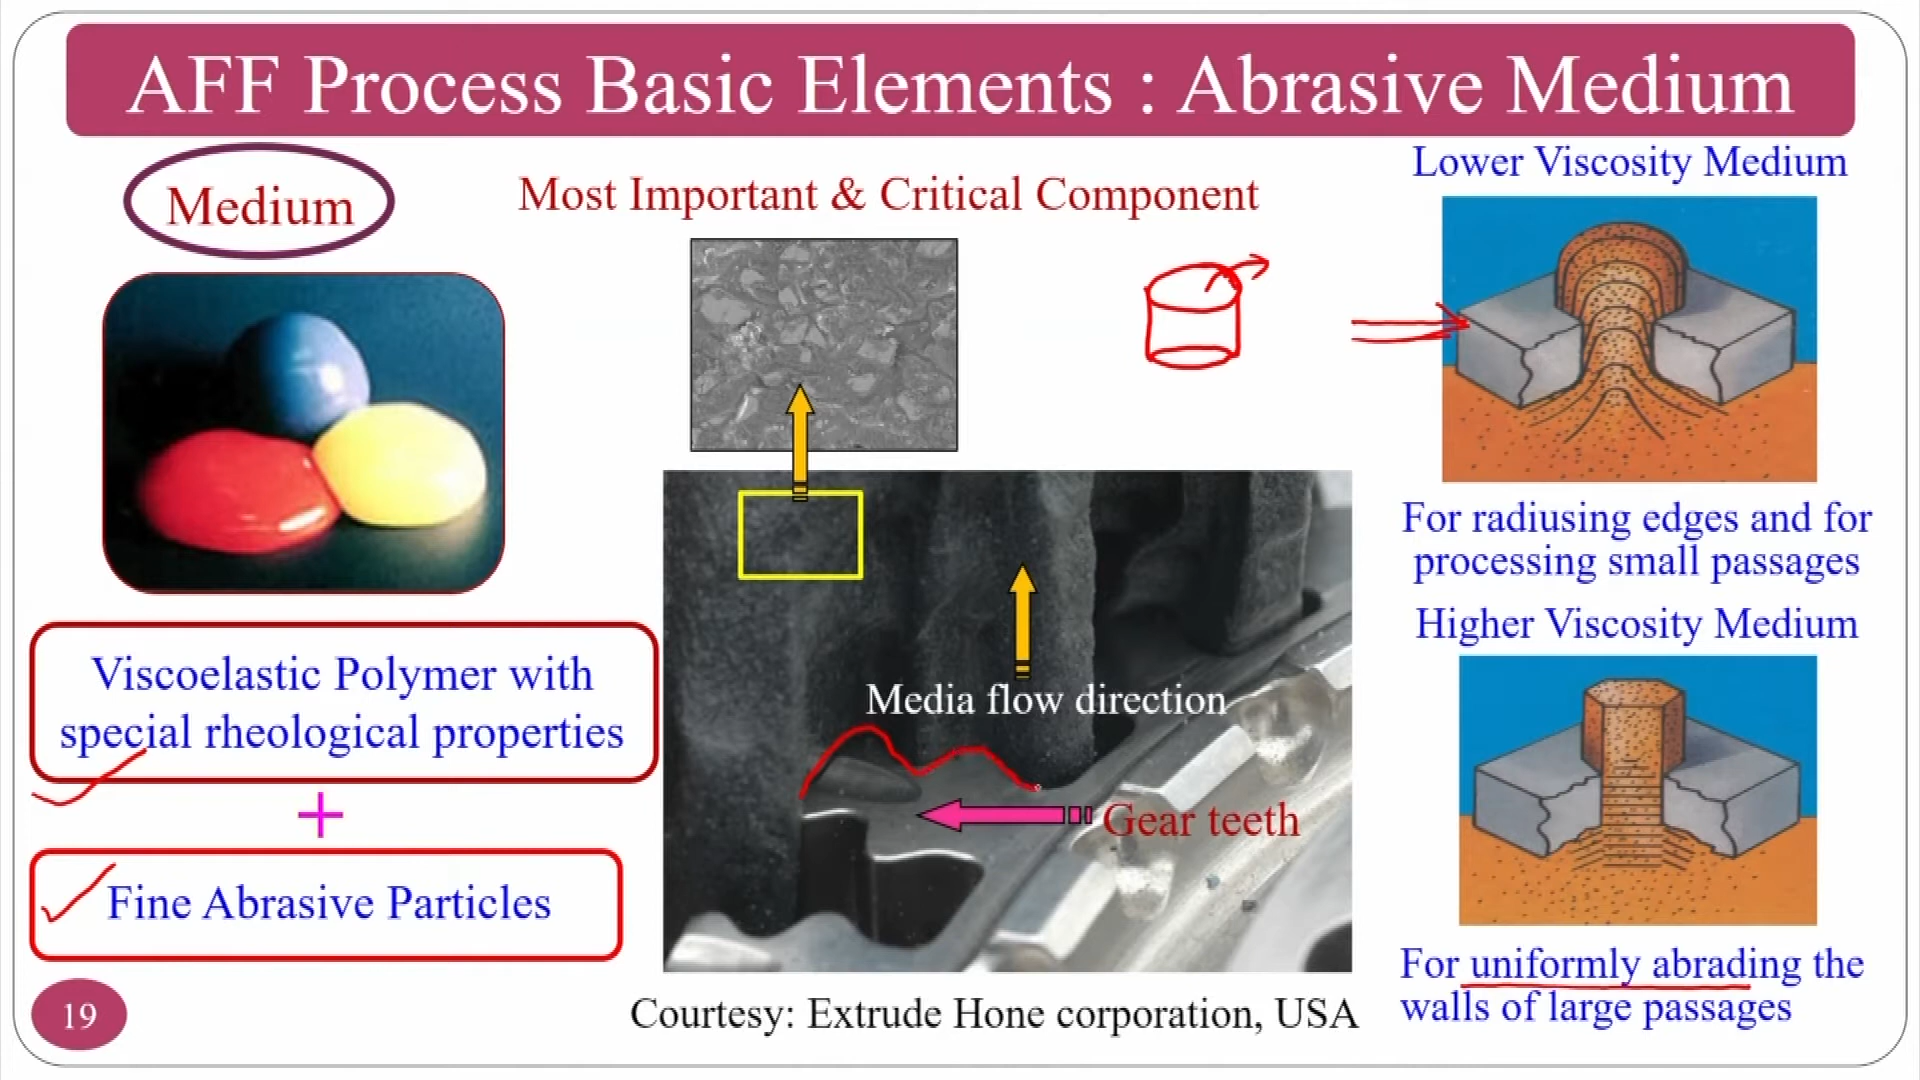 AFF Process Basic Elements : Abrasive Medium
Medium
Most Important & Critical Component
Lower Viscosity Medium
For radiusing edges and for
processing small passages
Higher Viscosity Medium
Viscoelastic Polymer with
special rheological properties
+
Fine Abrasive Particles
Media flow direction
Gear teeth
For uniformly abrading the
walls of large passages
19
Courtesy: Extrude Hone corporation, USA